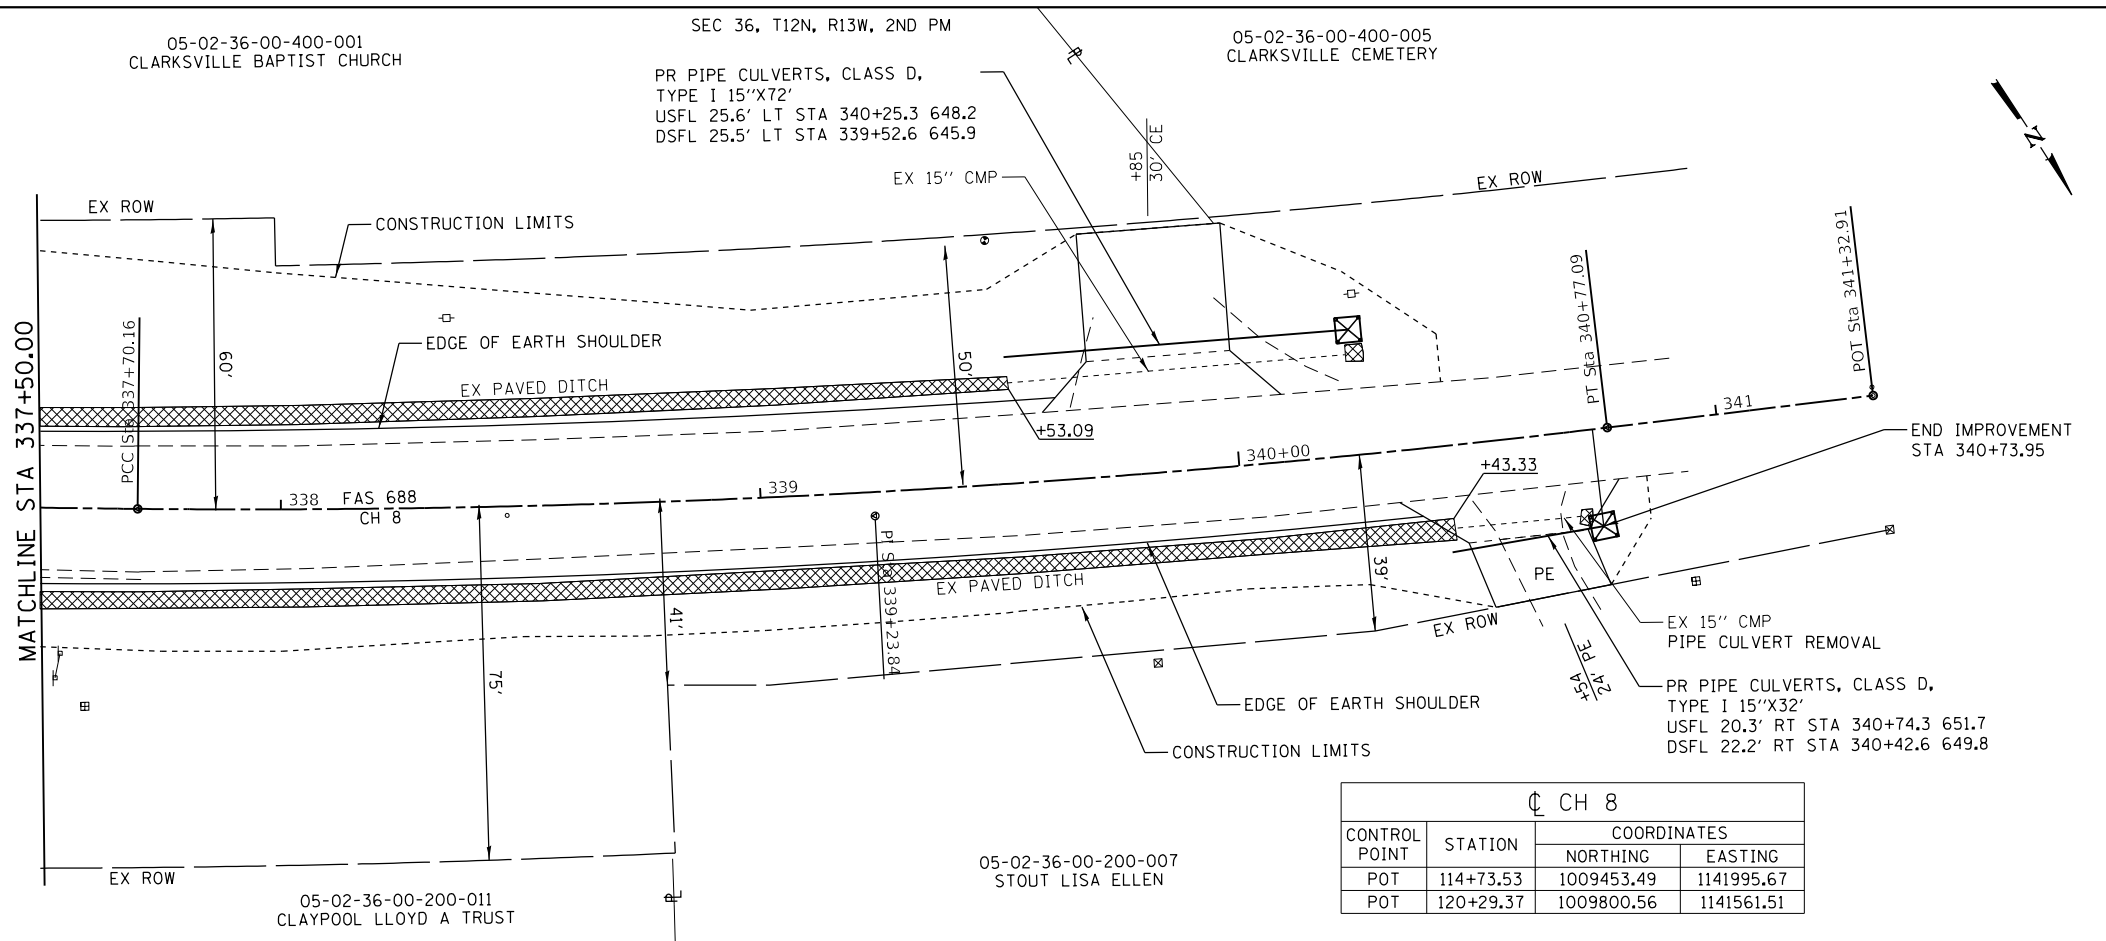 SEC 36, T12N, R13W, 2ND PM
05-02-36-00-400-001
CLARKSVILLE BAPTIST CHURCH
05-02-36-00-400-005
CLARKSVILLE CEMETERY
PR PIPE CULVERTS, CLASS D,
TYPE I 15"X72'
USFL 25.6' LT STA 340+25.3 648.2
DSFL 25.5' LT STA 339+52.6 645.9
PL
N
+85
30' CE
EX 15" CMP
EX ROW
EX ROW
CONSTRUCTION LIMITS
MATCHLINE STA 337+50.00
PCC Sta 337+70.16
60'
EDGE OF EARTH SHOULDER
EX PAVED DITCH
50'
+53.09
PT Sta 340+77.09
POT Sta 341+32.91
341
END IMPROVEMENT
STA 340+73.95
340+00
+43.33
339
338
FAS 688
CH 8
PI Sta 339+23.84
EX PAVED DITCH
39'
PE
41'
75'
EX ROW
EX 15" CMP
PIPE CULVERT REMOVAL
+54
24' PE
PR PIPE CULVERTS, CLASS D,
TYPE I 15"X32'
USFL 20.3' RT STA 340+74.3 651.7
DSFL 22.2' RT STA 340+42.6 649.8
EDGE OF EARTH SHOULDER
CONSTRUCTION LIMITS
EX ROW
05-02-36-00-200-011
CLAYPOOL LLOYD A TRUST
PL
05-02-36-00-200-007
STOUT LISA ELLEN
℄ CH 8
CONTROL POINT STATION COORDINATES
NORTHING EASTING
POT 114+73.53 1009453.49 1141995.67
POT 120+29.37 1009800.56 1141561.51